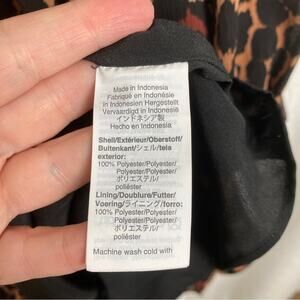 Made in Indonesia
Fabriqué en Indonésie
In Indonesien Hergestellt
Vervaardigd in Indonesië
インドネシア製
Hecho en Indonesia
Shell/Extérieur/Oberstoff/
Buitenkant/シェル/tela
exterior:
100% Polyester/Polyester/
Polyester/Polyester/
ポリエステル/
poliéster
Lining/Doublure/Futter/
Voering/ライニング/forro:
100% Polyester/Polyester/
Polyester/Polyester/
ポリエステル/
poliéster
Machine wash cold with